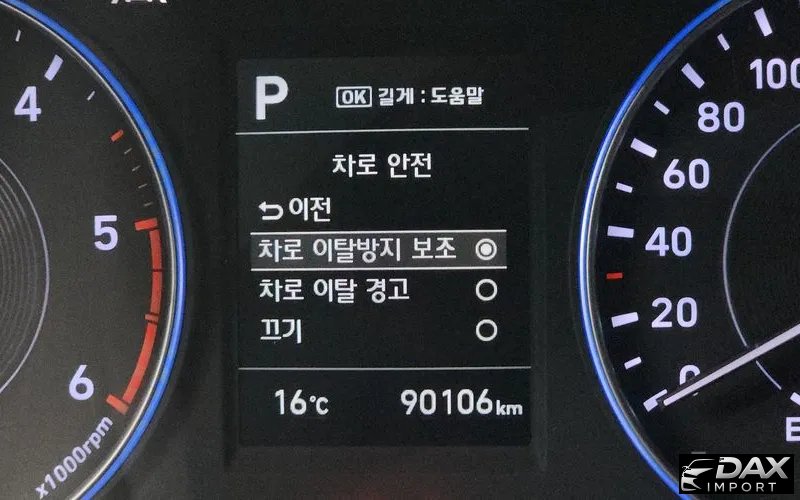 P
OK 길게 : 도움말
차로 안전
이전
차로 이탈방지 보조
차로 이탈 경고
끄기
16℃ 90106km
4
5
6
x1000rpm
100
80
60
40
20
0
E
DAX
IMPORT